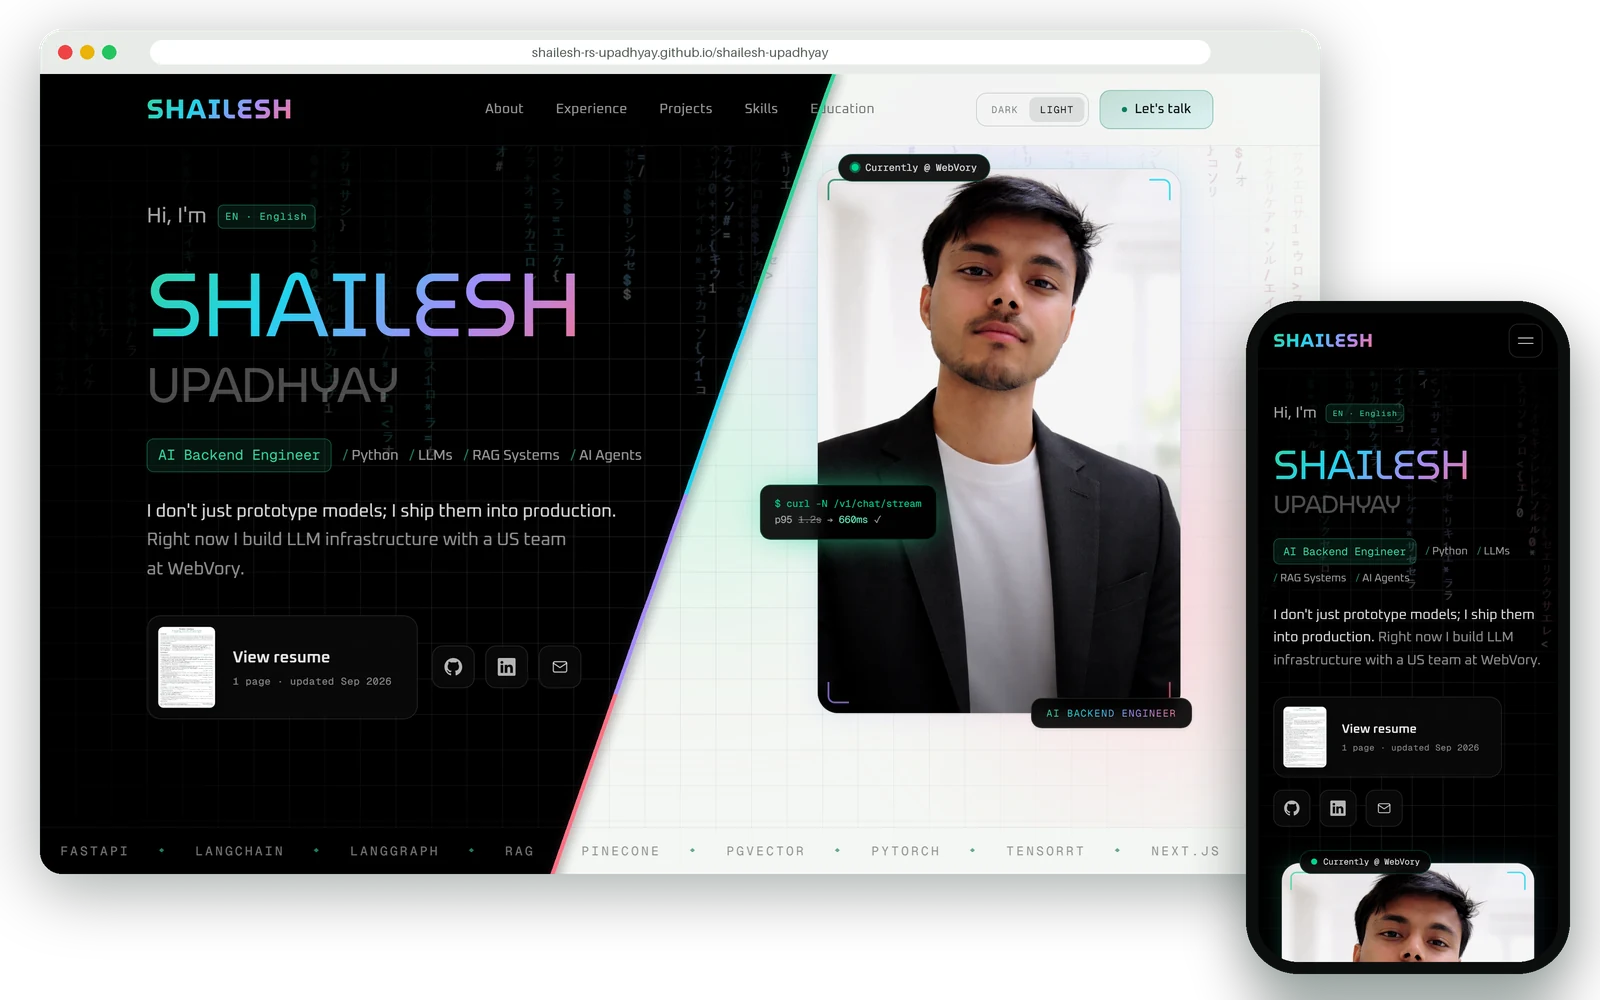 shailesh-rs-upadhyay.github.io/shailesh-upadhyay
SHAILESH
About Experience Projects Skills Education
DARK LIGHT
Let's talk
Currently @ WebVory
Hi, I'm EN · English
SHAILESH
UPADHYAY
AI Backend Engineer / Python / LLMs / RAG Systems / AI Agents
I don't just prototype models; I ship them into production.
Right now I build LLM infrastructure with a US team
at WebVory.
View resume
1 page · updated Sep 2026
$ curl -N /v1/chat/stream
p95 1.2s → 660ms ✓
AI BACKEND ENGINEER
FASTAPI LANGCHAIN LANGGRAPH RAG PINECONE PGVECTOR PYTORCH TENSORRT NEXT.JS
SHAILESH
Hi, I'm EN · English
SHAILESH
UPADHYAY
AI Backend Engineer / Python / LLMs
/ RAG Systems / AI Agents
I don't just prototype models; I ship them
into production. Right now I build LLM
infrastructure with a US team at WebVory.
View resume
1 page · updated Sep 2026
Currently @ WebVory